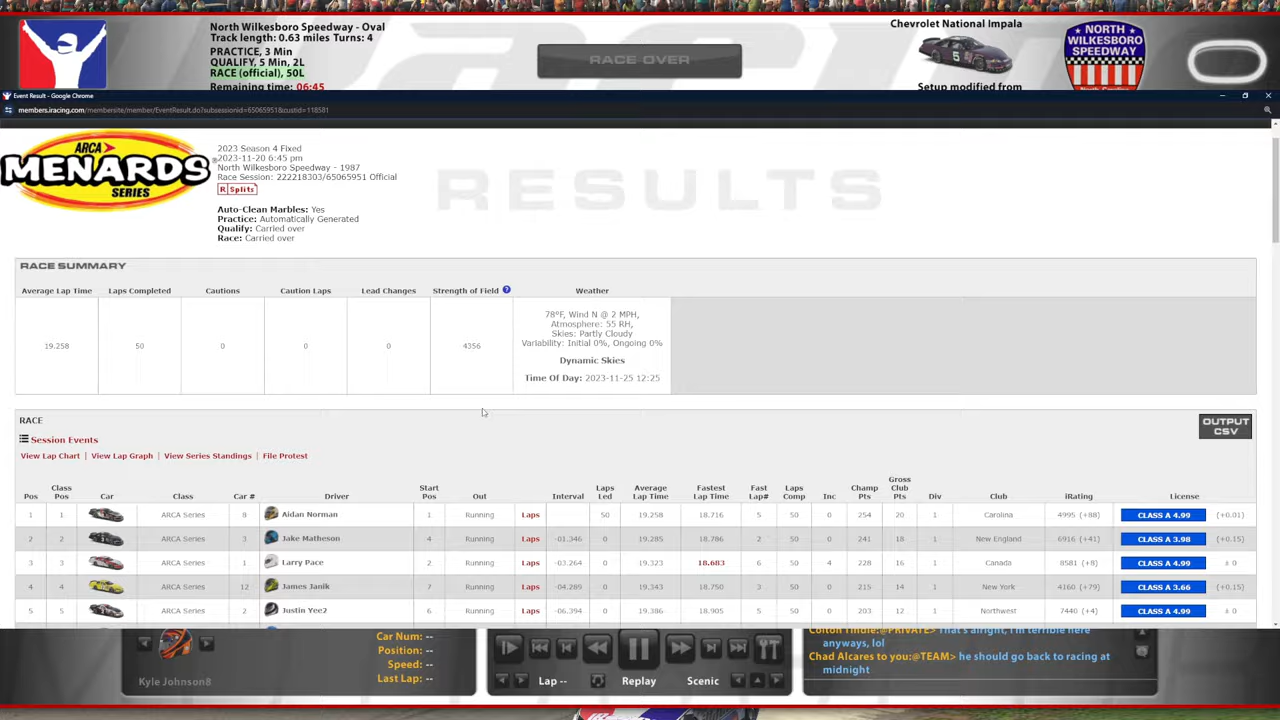 North Wilkesboro Speedway - Oval
Track length: 0.63 miles Turns: 4
PRACTICE, 3 Min
QUALIFY, 5 Min, 2L
RACE (official), 50L
Remaining time: 06:45
RACE OVER
Chevrolet National Impala
5
Setup modified from
NORTH
WILKESBORO
SPEEDWAY
North Carolina
Event Result - Google Chrome
members.iracing.com/membersite/member/EventResult.do?subsessionid=65065951&custid=118581
ARCA
MENARDS
SERIES
2023 Season 4 Fixed
2023-11-20 6:45 pm
North Wilkesboro Speedway - 1987
Race Session: 222218303/65065951 Official
R Splits
Auto-Clean Marbles: Yes
Practice: Automatically Generated
Qualify: Carried over
Race: Carried over
RESULTS
RACE SUMMARY
Average Lap Time Laps Completed Cautions Caution Laps Lead Changes Strength of Field ? Weather
19.258 50 0 0 0 4356
78°F, Wind N @ 2 MPH,
Atmosphere: 55 RH,
Skies: Partly Cloudy
Variability: Initial 0%, Ongoing 0%
Dynamic Skies
Time Of Day: 2023-11-25 12:25
RACE
OUTPUT
CSV
Session Events
View Lap Chart | View Lap Graph | View Series Standings | File Protest
Pos Class Pos Car Class Car # Driver Start Pos Out Interval Laps Led Average Lap Time Fastest Lap Time Fast Lap# Laps Comp Inc Champ Pts Gross Club Pts Div Club iRating License
1 1 ARCA Series 8 Aidan Norman 1 Running Laps 50 19.258 18.716 5 50 0 254 20 1 Carolina 4995 (+88) CLASS A 4.99 (+0.01)
2 2 ARCA Series 3 Jake Matheson 4 Running Laps -01.346 0 19.285 18.786 2 50 0 241 18 1 New England 6916 (+41) CLASS A 3.98 (+0.15)
3 3 ARCA Series 1 Larry Pace 2 Running Laps -03.264 0 19.323 18.683 6 50 4 228 16 1 Canada 8581 (+8) CLASS A 4.99 ± 0
4 4 ARCA Series 12 James Janik 7 Running Laps -04.289 0 19.343 18.750 3 50 0 215 14 1 New York 4160 (+79) CLASS A 3.66 (+0.15)
5 5 ARCA Series 2 Justin Yee2 6 Running Laps -06.394 0 19.386 18.905 5 50 0 203 12 1 Northwest 7440 (+4) CLASS A 4.99 ± 0
Kyle Johnson8
Car Num: --
Position: --
Speed: --
Last Lap: --
Lap -- Replay Scenic
Colton Tindle:@PRIVATE> That's alright, I'm terrible here
anyways, lol
Chad Alcares to you:@TEAM> he should go back to racing at
midnight